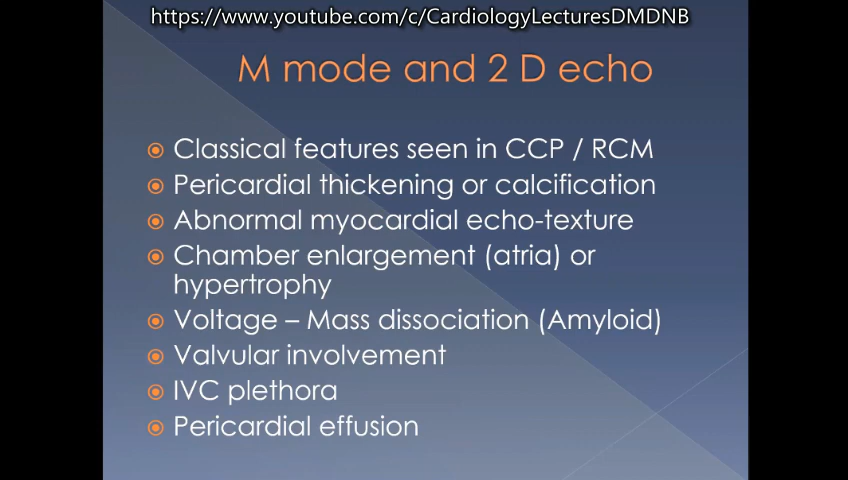 https://www.youtube.com/c/CardiologyLecturesDMDNB
M mode and 2 D echo
Classical features seen in CCP / RCM
Pericardial thickening or calcification
Abnormal myocardial echo-texture
Chamber enlargement (atria) or
hypertrophy
Voltage – Mass dissociation (Amyloid)
Valvular involvement
IVC plethora
Pericardial effusion